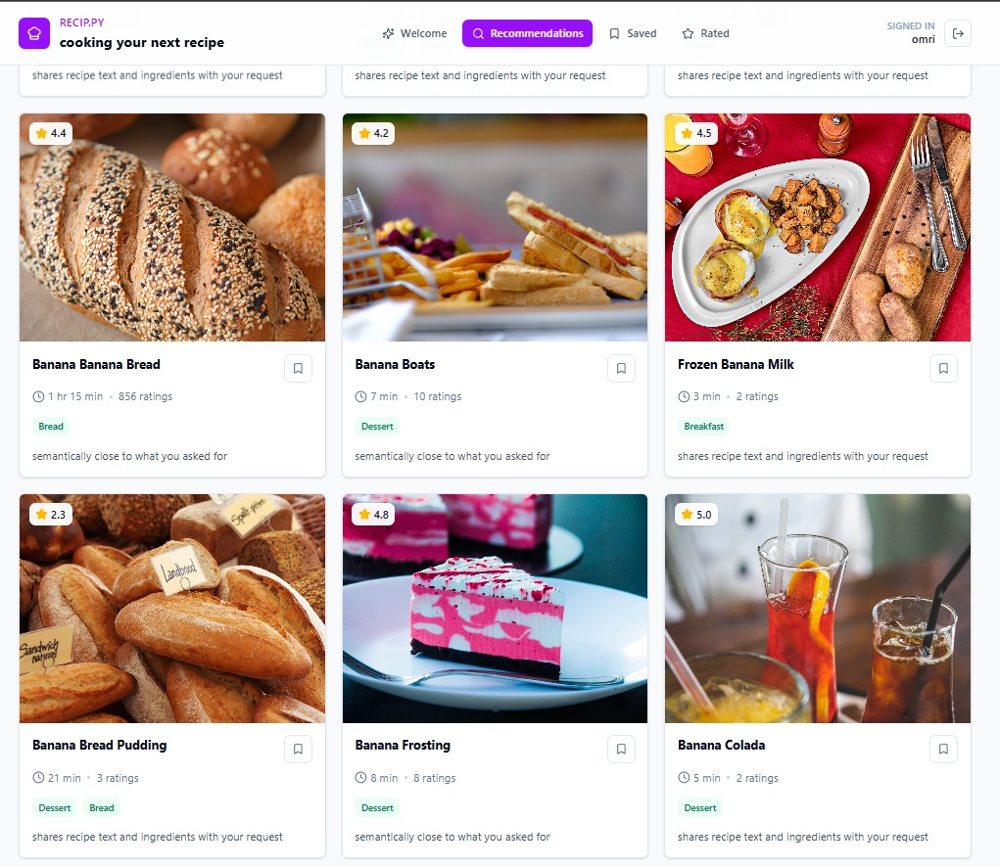 RECIP.PY
cooking your next recipe
Welcome
Recommendations
Saved
Rated
SIGNED IN
omri
shares recipe text and ingredients with your request
shares recipe text and ingredients with your request
shares recipe text and ingredients with your request
4.4
4.2
4.5
Banana Banana Bread
Banana Boats
Frozen Banana Milk
1 hr 15 min • 856 ratings
7 min • 10 ratings
3 min • 2 ratings
Bread
Dessert
Breakfast
semantically close to what you asked for
semantically close to what you asked for
shares recipe text and ingredients with your request
2.3
4.8
5.0
Landbrood
Sandwich
Banana Bread Pudding
Banana Frosting
Banana Colada
21 min • 3 ratings
8 min • 8 ratings
5 min • 2 ratings
Dessert Bread
Dessert
Dessert
shares recipe text and ingredients with your request
semantically close to what you asked for
shares recipe text and ingredients with your request